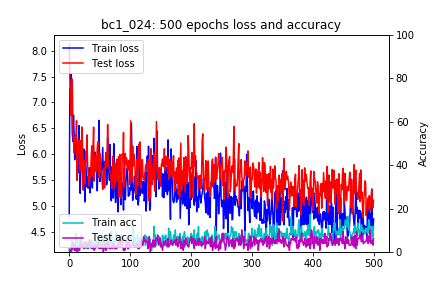 bc1_024: 500 epochs loss and accuracy
Train loss
Test loss
Train acc
Test acc
Loss
8.0
7.5
7.0
6.5
6.0
5.5
5.0
4.5
Accuracy
100
80
60
40
20
0
0
100
200
300
400
500